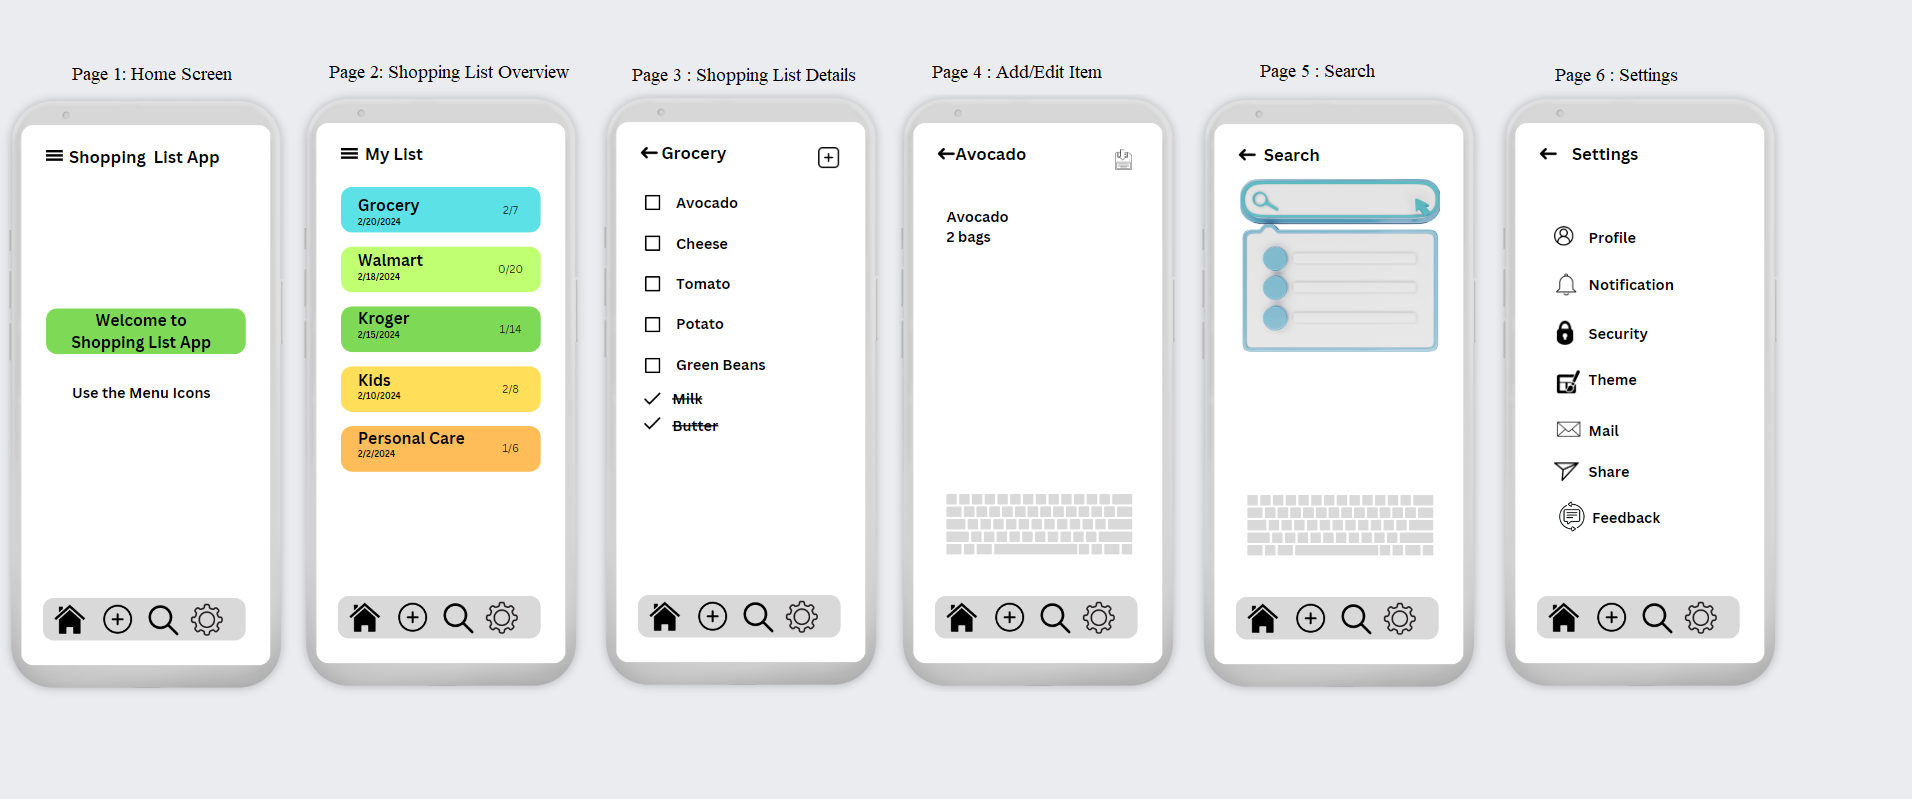 Page 1: Home Screen
Shopping List App
Welcome to
Shopping List App
Use the Menu Icons
Page 2: Shopping List Overview
My List
Grocery
2/20/2024
2/7
Walmart
2/18/2024
0/20
Kroger
2/15/2024
1/14
Kids
2/10/2024
2/8
Personal Care
2/2/2024
1/6
Page 3 : Shopping List Details
Grocery
Avocado
Cheese
Tomato
Potato
Green Beans
Milk
Butter
Page 4 : Add/Edit Item
Avocado
Avocado
2 bags
Page 5 : Search
Search
Page 6 : Settings
Settings
Profile
Notification
Security
Theme
Mail
Share
Feedback